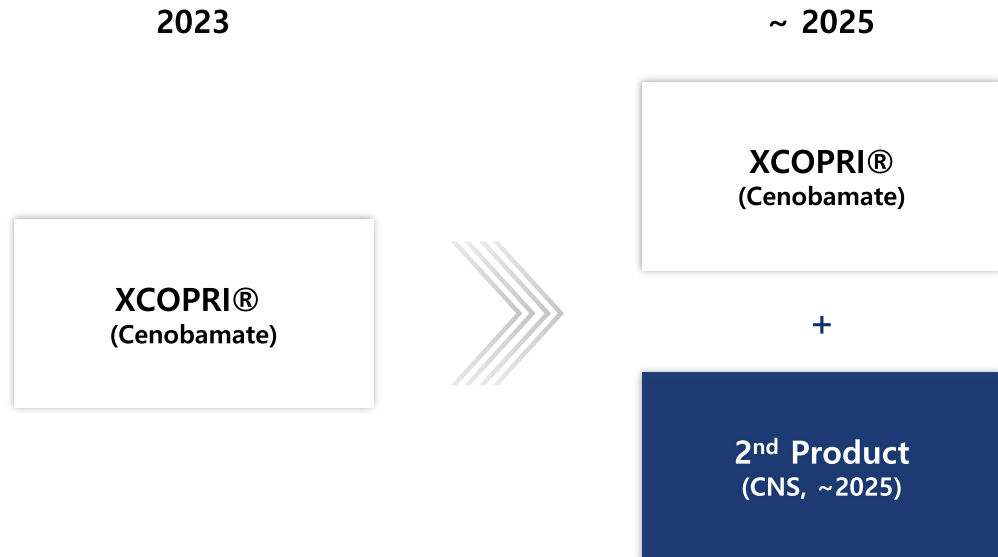 2023
XCOPRI®
(Cenobamate)
~ 2025
XCOPRI®
(Cenobamate)
+
2nd Product
(CNS, ~2025)